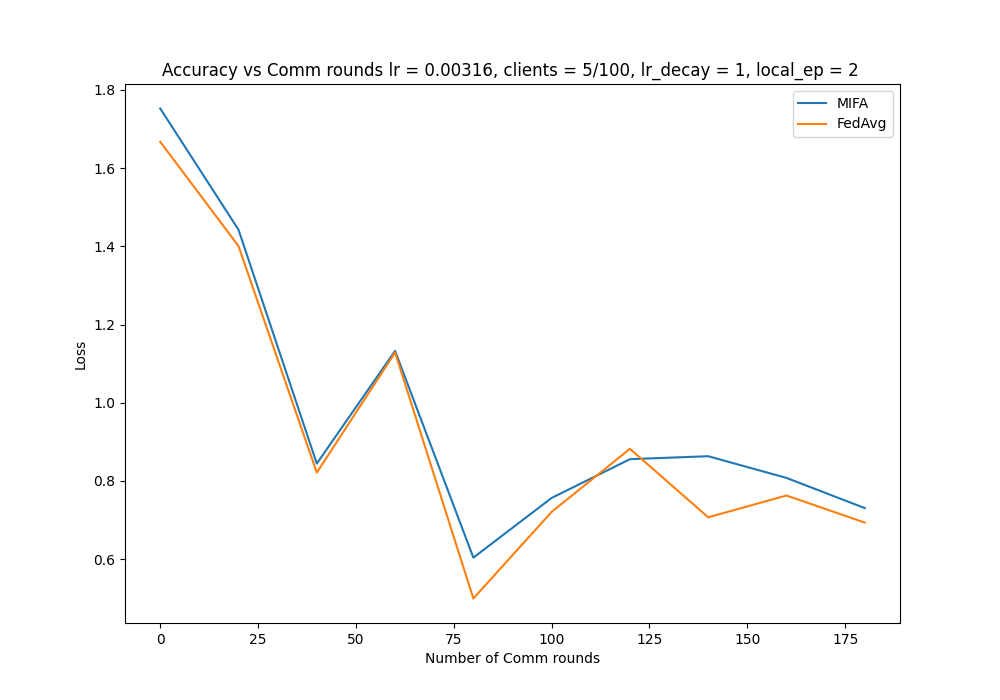 Accuracy vs Comm rounds lr = 0.00316, clients = 5/100, lr_decay = 1, local_ep = 2
MIFA
FedAvg
1.8
1.6
1.4
1.2
1.0
0.8
0.6
Loss
0 25 50 75 100 125 150 175
Number of Comm rounds